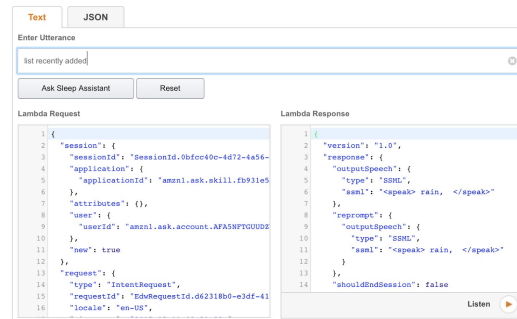 Text JSON
Enter Utterance
list recently added
Ask Sleep Assistant Reset
Lambda Request
1 {
2 "session": {
3 "sessionId": "SessionId.0bfcc40c-4d72-4a56-
4 "application": {
5 "applicationId": "amzn1.ask.skill.fb931e5
6 },
7 "attributes": {},
8 "user": {
9 "userId": "amzn1.ask.account.AFA5NFTGUUDZ
10 },
11 "new": true
12 },
13 "request": {
14 "type": "IntentRequest",
15 "requestId": "EdwRequestId.d62318b0-e3df-41
16 "locale": "en-US",
Lambda Response
1 {
2 "version": "1.0",
3 "response": {
4 "outputSpeech": {
5 "type": "SSML",
6 "ssml": "<speak> rain, </speak>"
7 },
8 "reprompt": {
9 "outputSpeech": {
10 "type": "SSML",
11 "ssml": "<speak> rain, </speak>"
12 }
13 },
14 "shouldEndSession": false
Listen